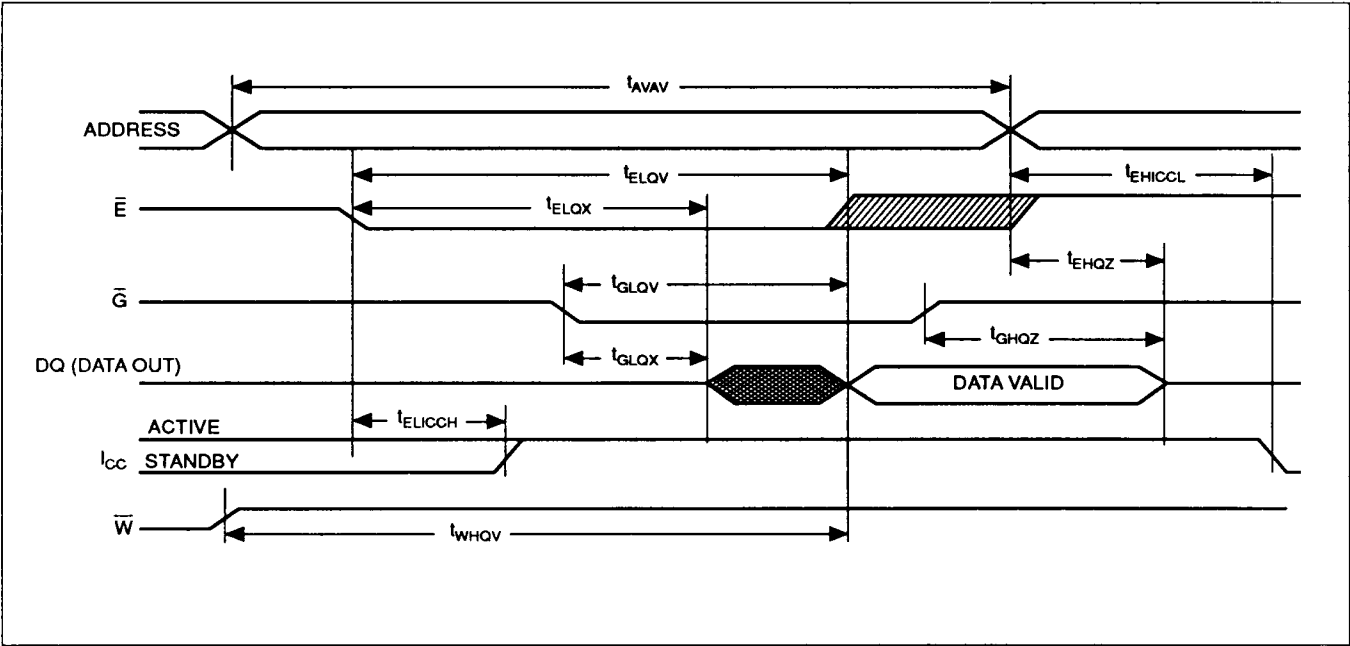 tAVAV
ADDRESS
tELQV
tEHICCL
E̅
tELQX
tEHQZ
tGLQV
G̅
tGHQZ
tGLQX
DQ (DATA OUT)
DATA VALID
tELICCH
ACTIVE
ICC STANDBY
W̅
tWHQV